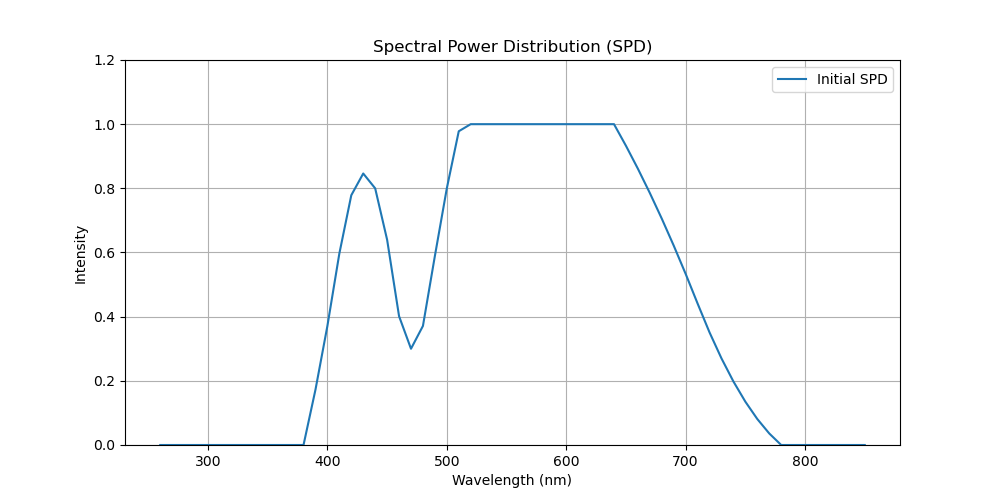 Spectral Power Distribution (SPD)
Initial SPD
Intensity
1.2
1.0
0.8
0.6
0.4
0.2
0.0
300 400 500 600 700 800
Wavelength (nm)